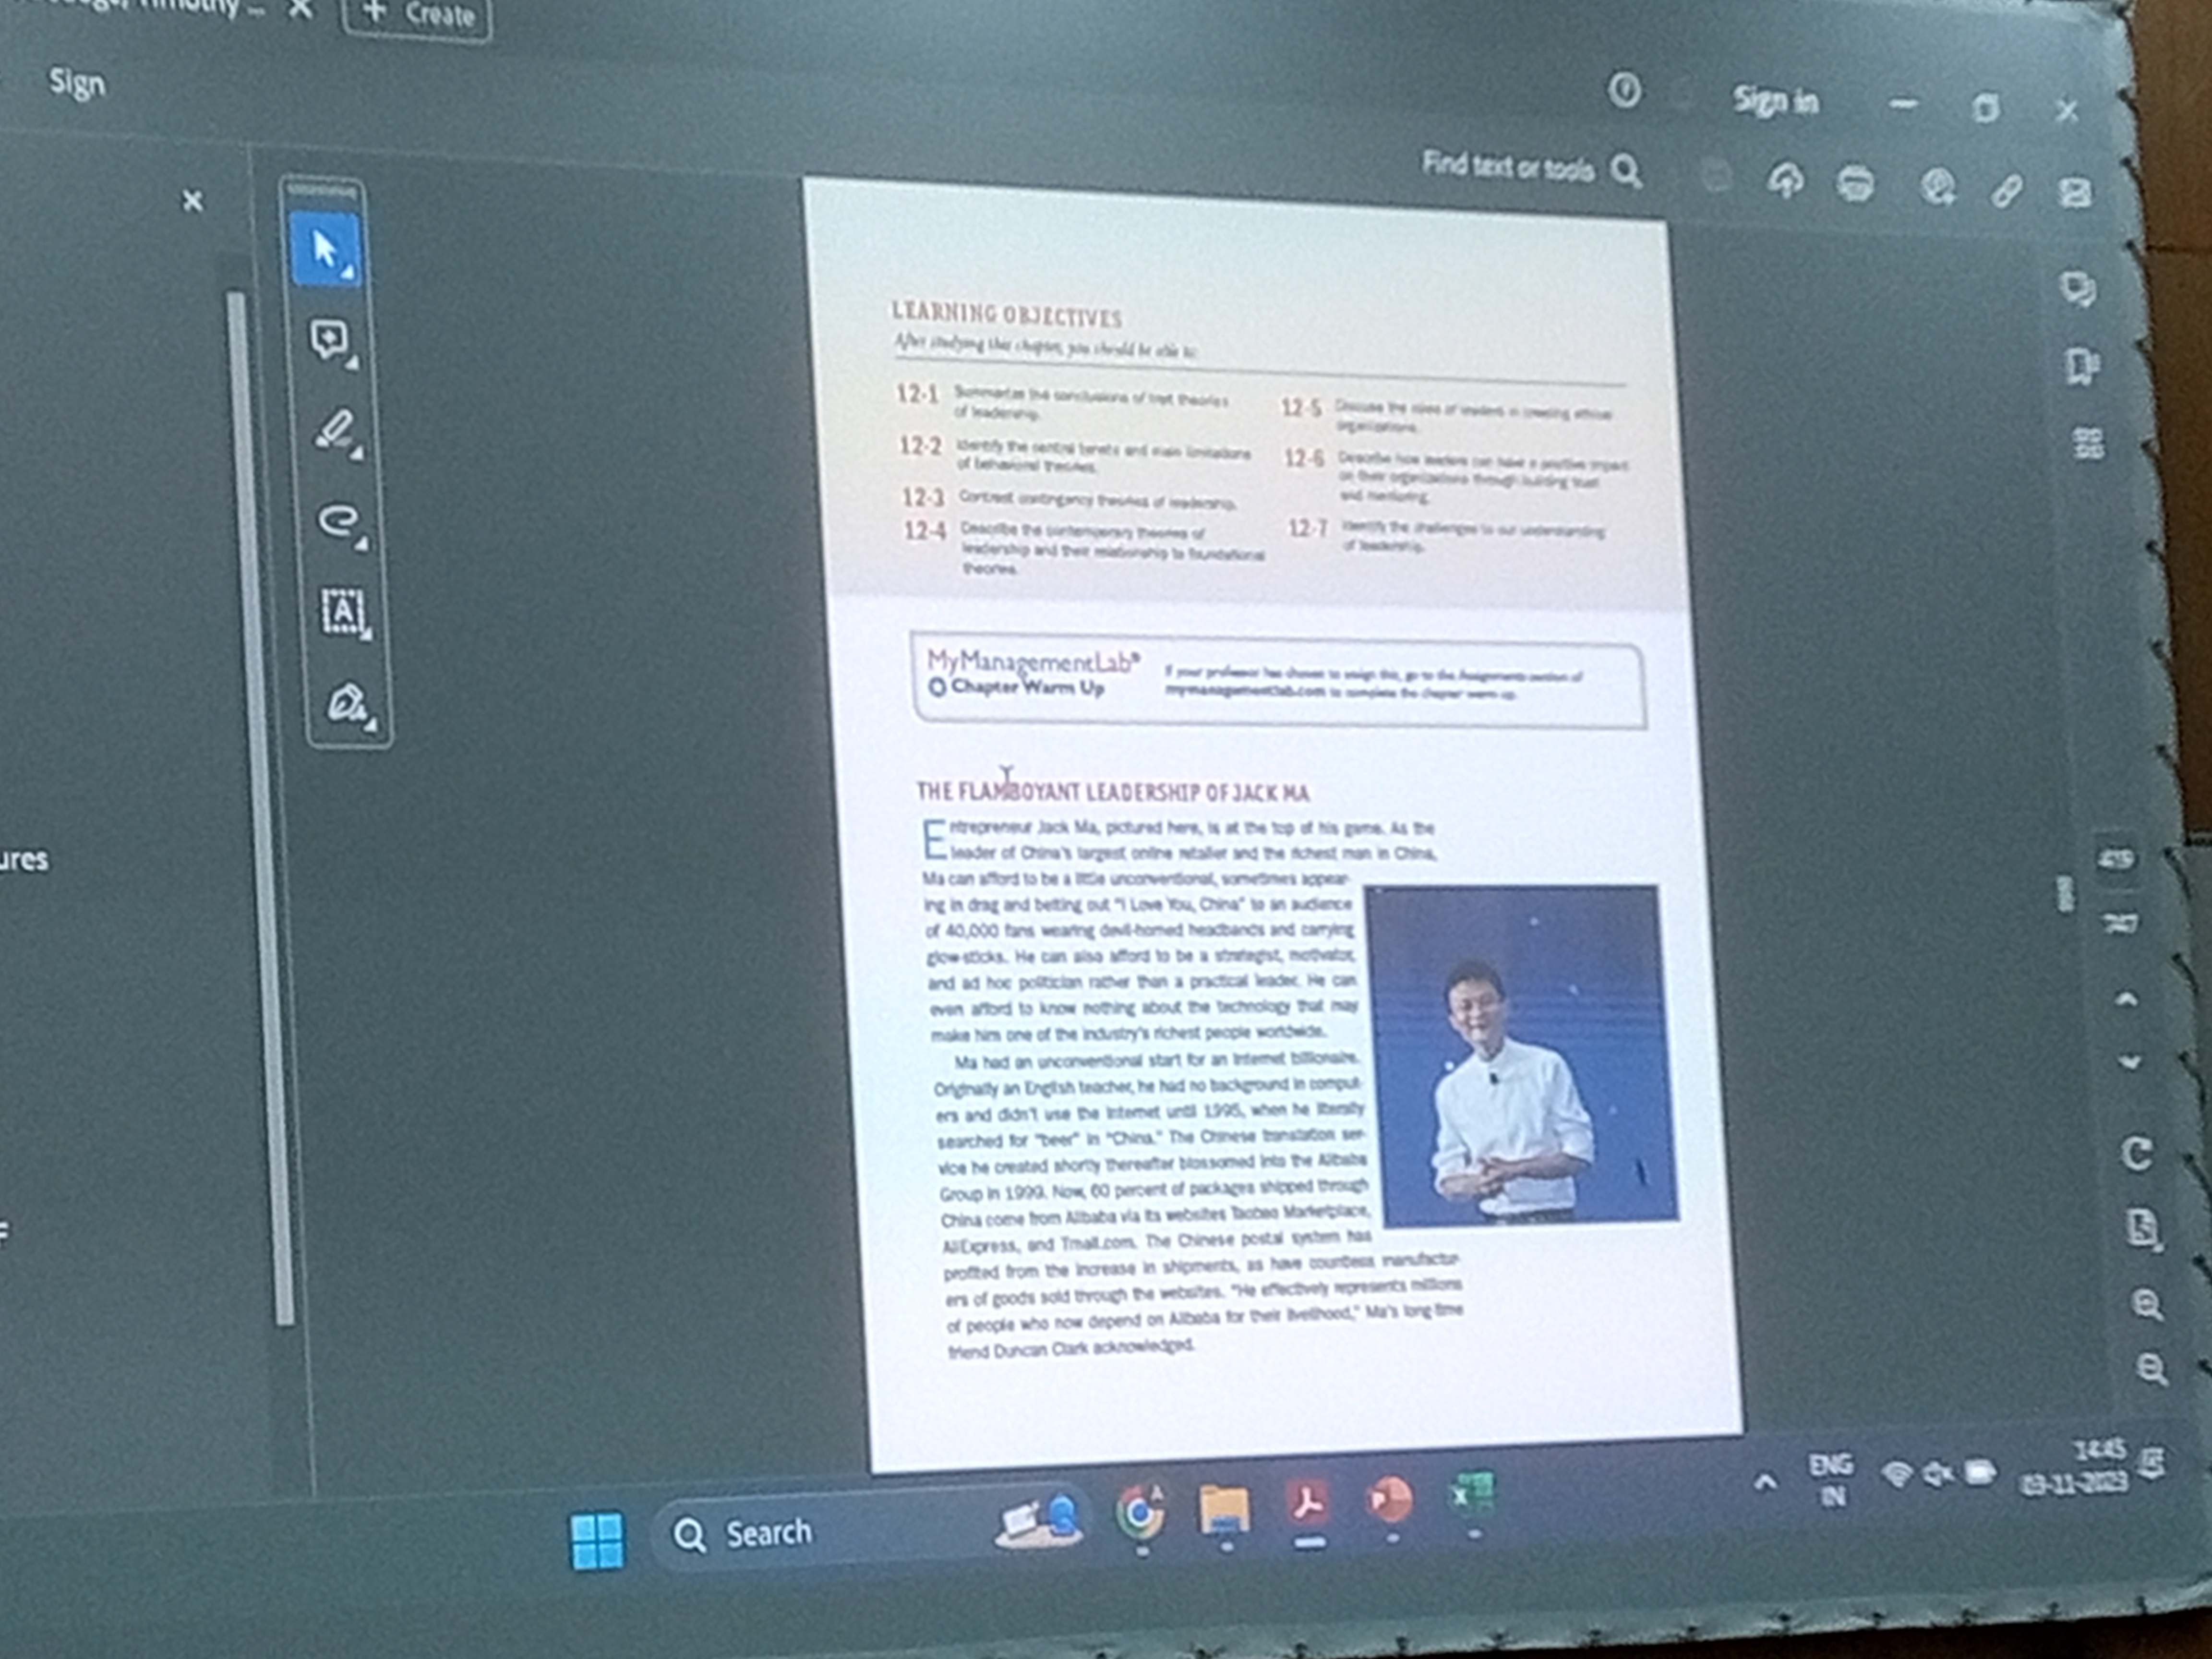 Timothy ...
+ Create
Sign
Sign in
Find text or tools
LEARNING OBJECTIVES
After studying this chapter, you should be able to:
12-1 Summarize the conclusions of trait theories
of leadership.
12-2 Identify the central tenets and main limitations
of behavioral theories.
12-3 Contrast contingency theories of leadership.
12-4 Describe the contemporary theories of
leadership and their relationship to foundational
theories.
12-5 Discuss the roles of leaders in creating ethical
organizations.
12-6 Describe how leaders can have a positive impact
on their organizations through building trust
and mentoring.
12-7 Identify the challenges to our understanding
of leadership.
MyManagementLab®
Chapter Warm Up
If your professor has chosen to assign this, go to the Assignments section of
mymanagementlab.com to complete the chapter warm up.
THE FLAMBOYANT LEADERSHIP OF JACK MA
Entrepreneur Jack Ma, pictured here, is at the top of his game. As the
leader of China's largest online retailer and the richest man in China,
Ma can afford to be a little unconventional, sometimes appear-
ing in drag and belting out "I Love You, China" to an audience
of 40,000 fans wearing devil-horned headbands and carrying
glow-sticks. He can also afford to be a strategist, motivator,
and ad hoc politician rather than a practical leader. He can
even afford to know nothing about the technology that may
make him one of the industry's richest people worldwide.
Ma had an unconventional start for an Internet billionaire.
Originally an English teacher, he had no background in comput-
ers and didn't use the Internet until 1995, when he literally
searched for "beer" in "China." The Chinese translation ser-
vice he created shortly thereafter blossomed into the Alibaba
Group in 1999. Now, 60 percent of packages shipped through
China come from Alibaba via its websites Taobao Marketplace,
AliExpress, and Tmall.com. The Chinese postal system has
profited from the increase in shipments, as have countless manufactur-
ers of goods sold through the websites. "He effectively represents millions
of people who now depend on Alibaba for their livelihood," Ma's long-time
friend Duncan Clark acknowledged.
ures
419
747
Search
ENG
IN
14:45
03-11-2023